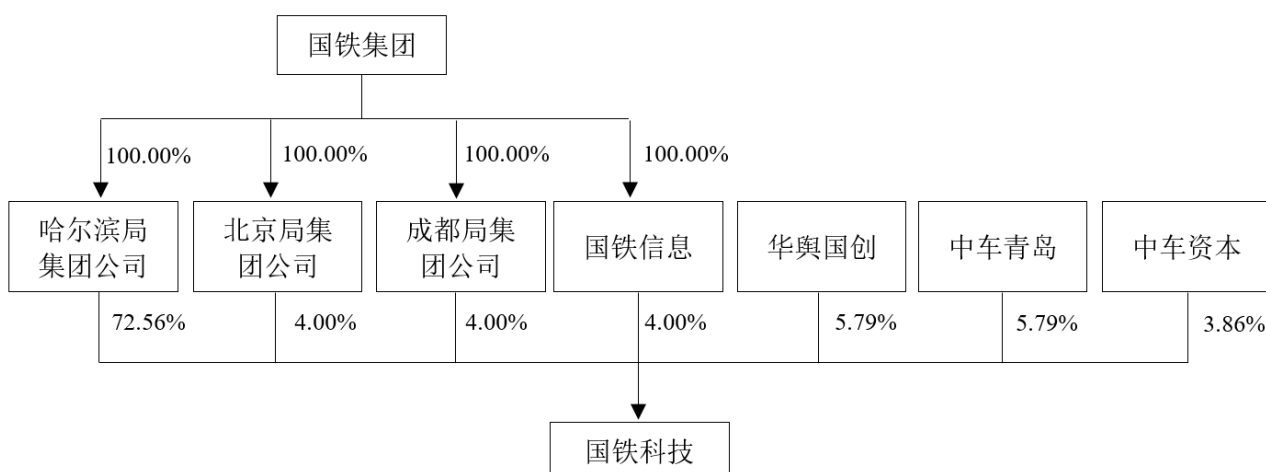 国铁集团
100.00%
100.00%
100.00%
100.00%
哈尔滨局
集团公司
北京局集
团公司
成都局集
团公司
国铁信息
华舆国创
中车青岛
中车资本
72.56%
4.00%
4.00%
4.00%
5.79%
5.79%
3.86%
国铁科技